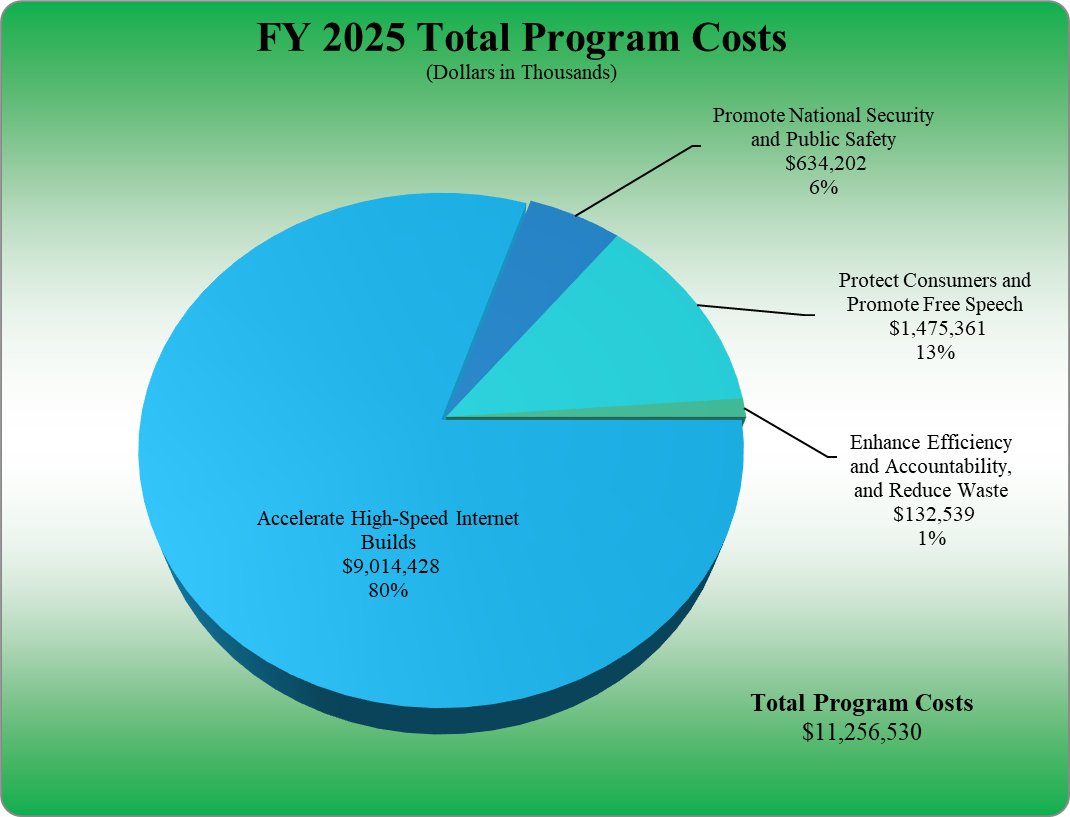 FY 2025 Total Program Costs
(Dollars in Thousands)
Promote National Security
and Public Safety
$634,202
6%
Protect Consumers and
Promote Free Speech
$1,475,361
13%
Enhance Efficiency
and Accountability,
and Reduce Waste
$132,539
1%
Accelerate High-Speed Internet
Builds
$9,014,428
80%
Total Program Costs
$11,256,530